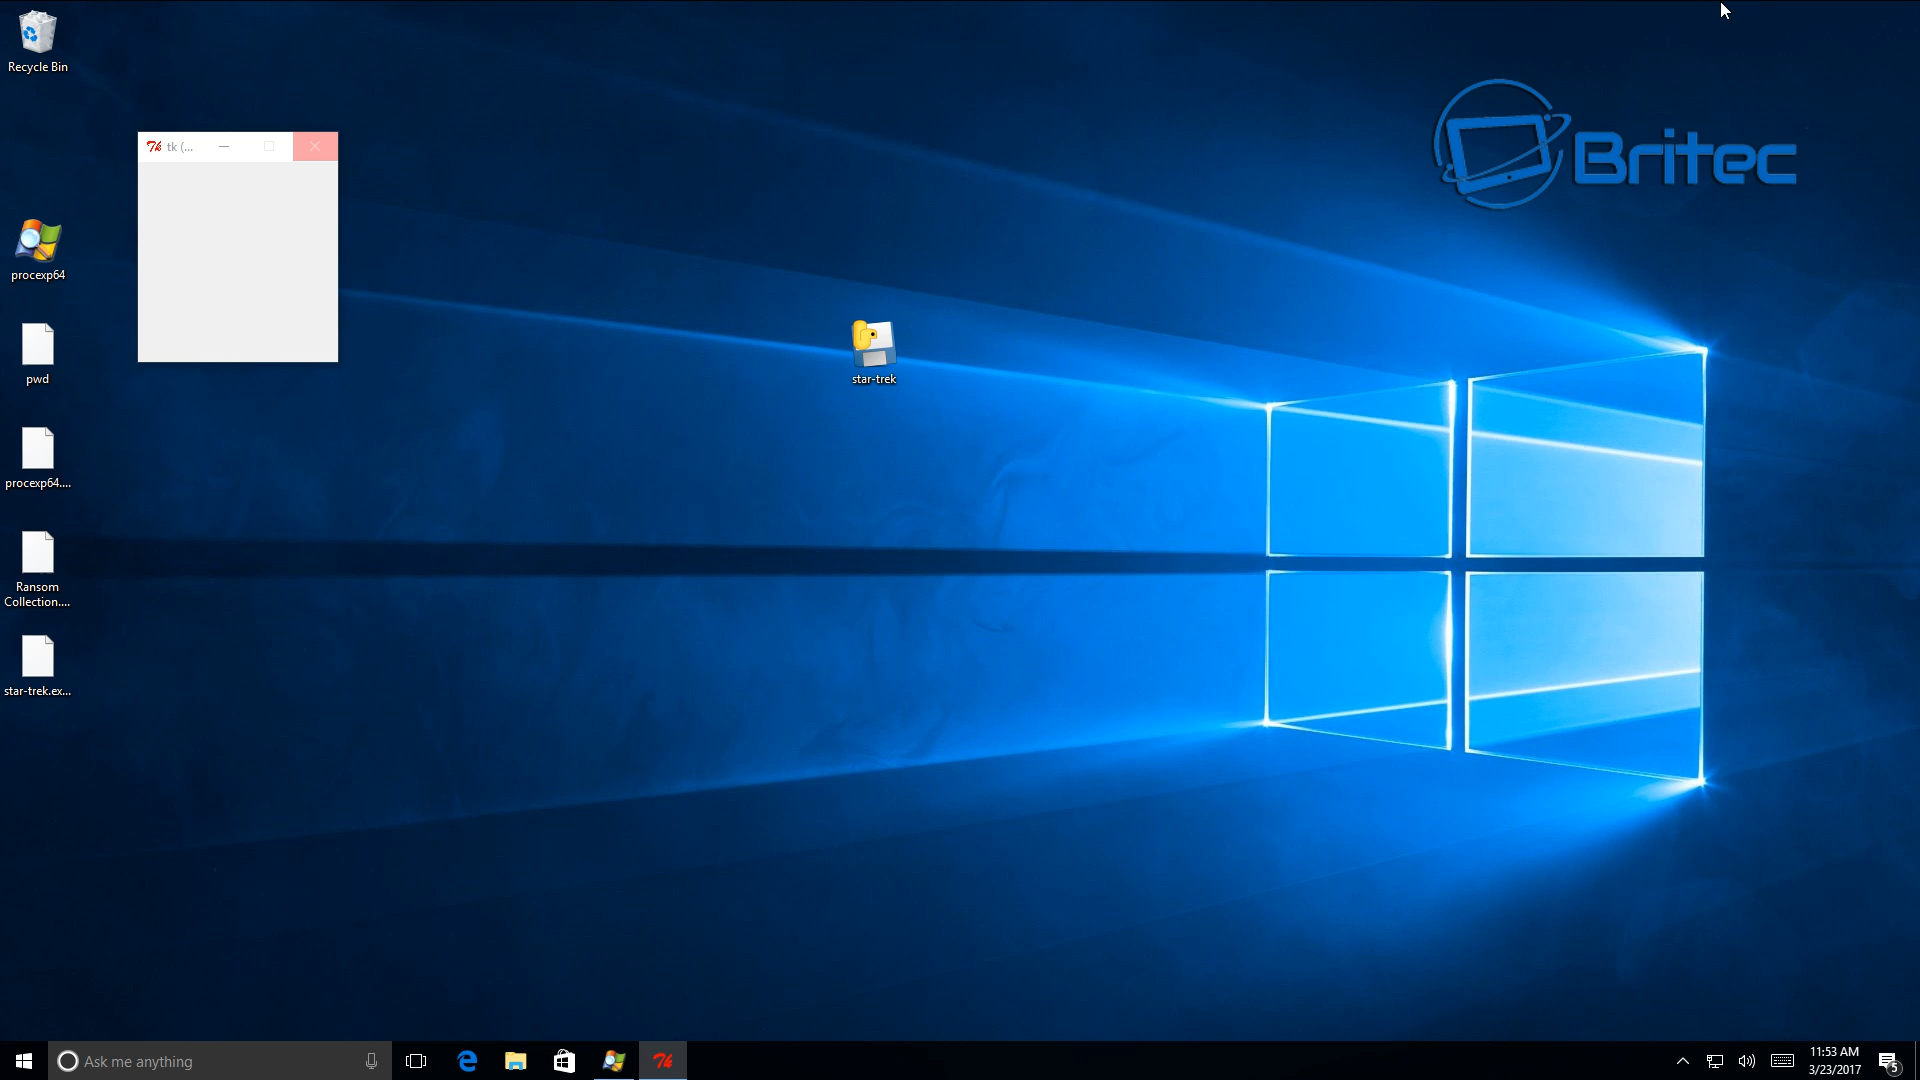 Recycle Bin
tk (...
Britec
procexp64
pwd
star-trek
procexp64....
Ransom
Collection....
star-trek.ex...
Ask me anything
11:53 AM
3/23/2017
5